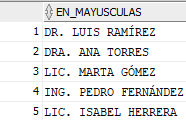 EN_MAYUSCULAS
1 DR. LUIS RAMÍREZ
2 DRA. ANA TORRES
3 LIC. MARTA GÓMEZ
4 ING. PEDRO FERNÁNDEZ
5 LIC. ISABEL HERRERA